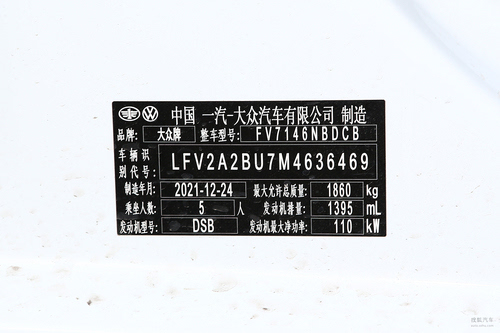 中国 一汽-大众汽车有限公司 制造
品牌: 大众牌 整车型号: FV7146NBDCB
车辆识别代号: LFV2A2BU7M4636469
制造年月: 2021-12-24 最大允许总质量: 1860 kg
乘坐人数: 5 人 发动机排量: 1395 mL
发动机型号: DSB 发动机最大净功率: 110 kW
搜狐汽车